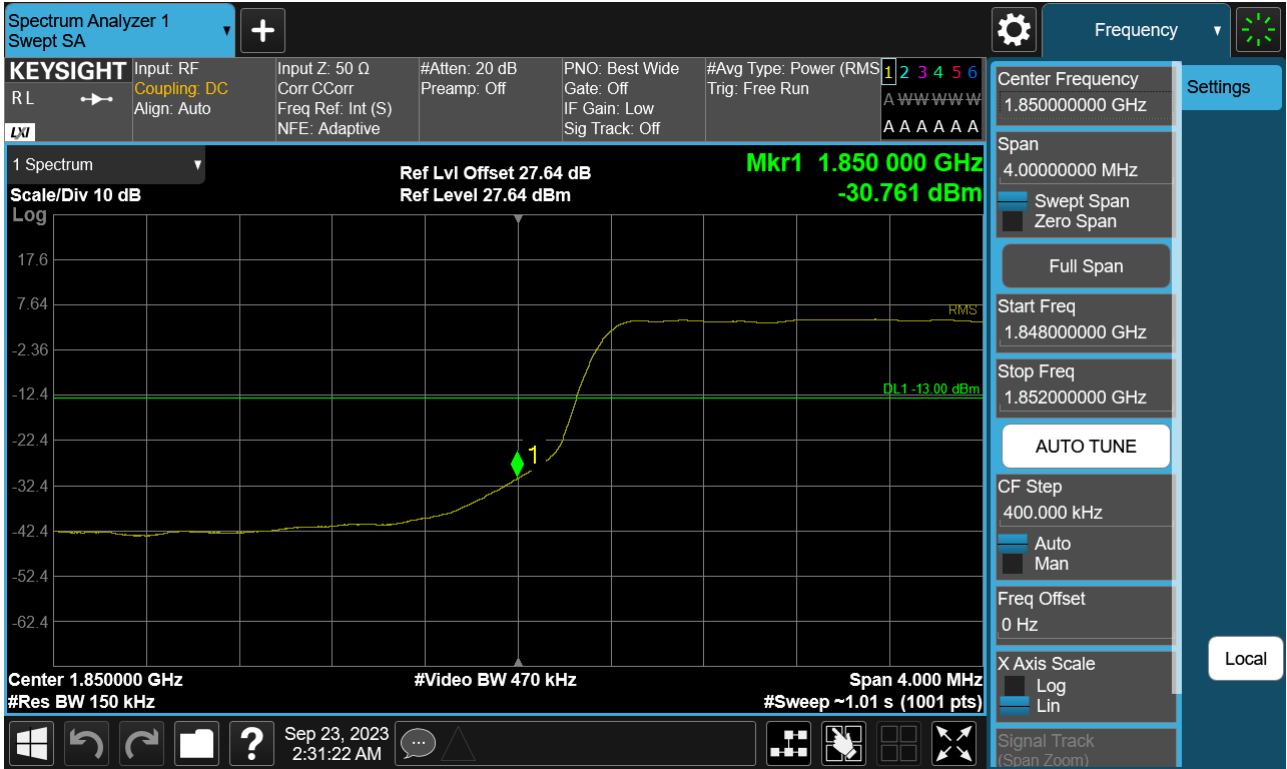 Spectrum Analyzer 1
Swept SA
Frequency
KEYSIGHT
R L
LXI
Input: RF
Coupling: DC
Align: Auto
Input Z: 50 Ω
Corr CCorr
Freq Ref: Int (S)
NFE: Adaptive
#Atten: 20 dB
Preamp: Off
PNO: Best Wide
Gate: Off
IF Gain: Low
Sig Track: Off
#Avg Type: Power (RMS
Trig: Free Run
1 2 3 4 5 6
A W W W W W
A A A A A A
1 Spectrum
Scale/Div 10 dB
Log
Ref Lvl Offset 27.64 dB
Ref Level 27.64 dBm
Mkr1 1.850 000 GHz
-30.761 dBm
17.6
7.64
-2.36
-12.4
-22.4
-32.4
-42.4
-52.4
-62.4
RMS
DL1 -13.00 dBm
1
Center 1.850000 GHz
#Res BW 150 kHz
#Video BW 470 kHz
Span 4.000 MHz
#Sweep ~1.01 s (1001 pts)
Center Frequency
1.850000000 GHz
Settings
Span
4.00000000 MHz
Swept Span
Zero Span
Full Span
Start Freq
1.848000000 GHz
Stop Freq
1.852000000 GHz
AUTO TUNE
CF Step
400.000 kHz
Auto
Man
Freq Offset
0 Hz
X Axis Scale
Log
Lin
Signal Track
(Span Zoom)
Local
?
Sep 23, 2023
2:31:22 AM